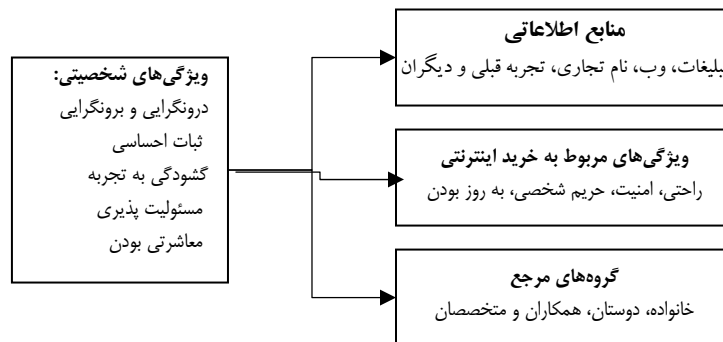 ویژگی‌های شخصیتی:
درونگرایی و برونگرایی
ثبات احساسی
گشودگی به تجربه
مسئولیت پذیری
معاشرتی بودن
منابع اطلاعاتی
تبلیغات، وب، نام تجاری، تجربه قبلی و دیگران
ویژگی‌های مربوط به خرید اینترنتی
راحتی، امنیت، حریم شخصی، به روز بودن
گروه‌های مرجع
خانواده، دوستان، همکاران و متخصصان